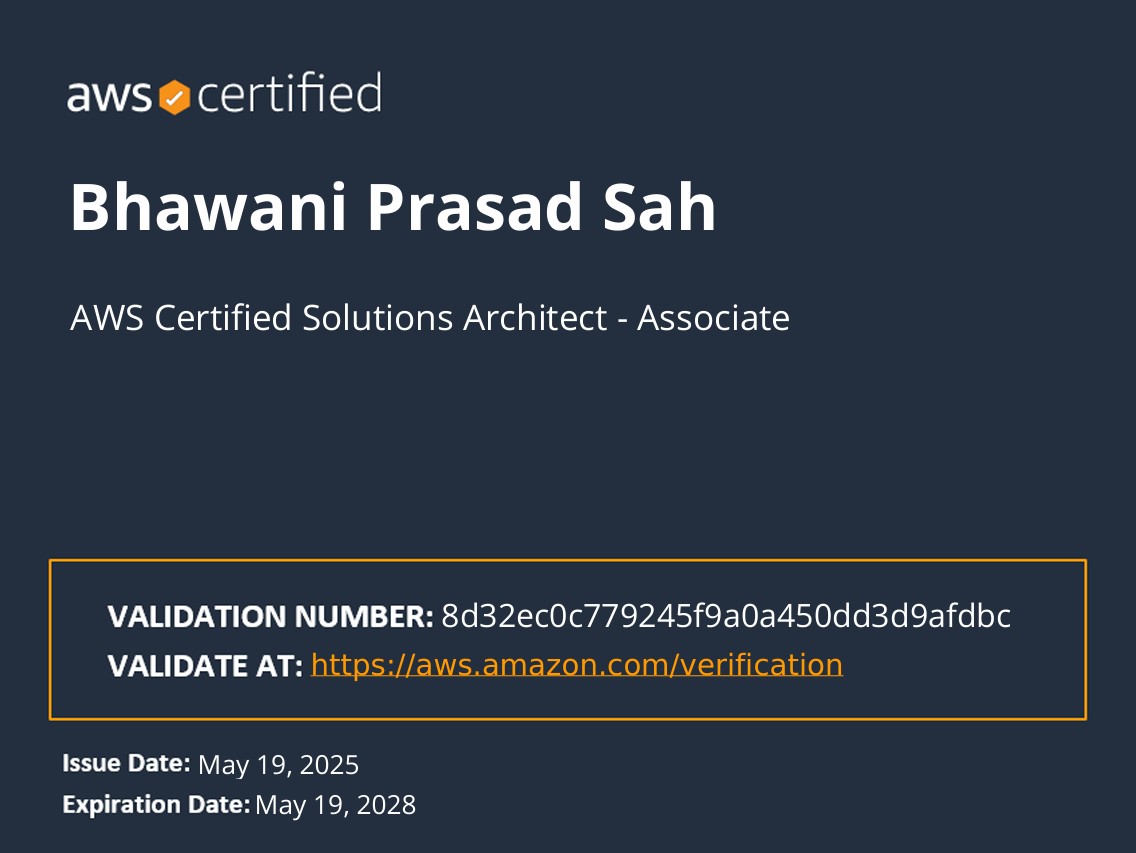 aws certified
Bhawani Prasad Sah
AWS Certified Solutions Architect - Associate
VALIDATION NUMBER: 8d32ec0c779245f9a0a450dd3d9afdbc
VALIDATE AT: https://aws.amazon.com/verification
Issue Date: May 19, 2025
Expiration Date: May 19, 2028